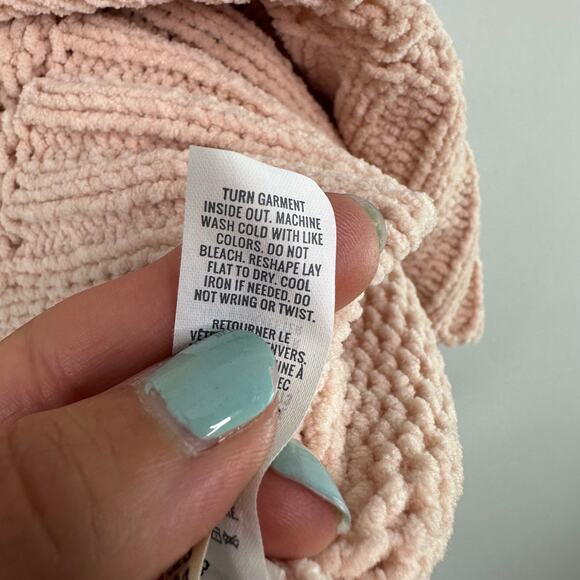 TURN GARMENT
INSIDE OUT. MACHINE
WASH COLD WITH LIKE
COLORS. DO NOT
BLEACH. RESHAPE LAY
FLAT TO DRY. COOL
IRON IF NEEDED. DO
NOT WRING OR TWIST.
RETOURNER LE
ENVERS.
À